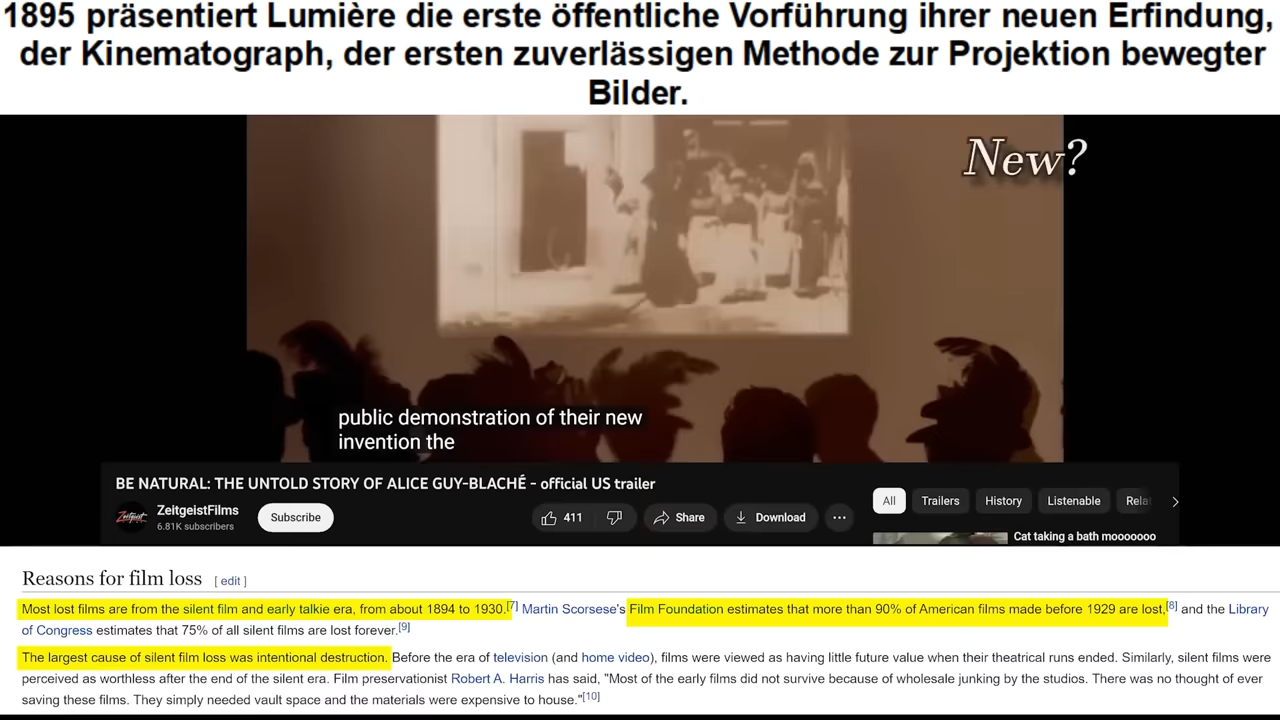 1895 präsentiert Lumière die erste öffentliche Vorführung ihrer neuen Erfindung,
der Kinematograph, der ersten zuverlässigen Methode zur Projektion bewegter
Bilder.
New?
public demonstration of their new
invention the
BE NATURAL: THE UNTOLD STORY OF ALICE GUY-BLACHÉ - official US trailer
Zeitgeist
ZeitgeistFilms
6.81K subscribers
Subscribe
411
Share
Download
All
Trailers
History
Listenable
Rela
Cat taking a bath mooooooo
Reasons for film loss [ edit ]
Most lost films are from the silent film and early talkie era, from about 1894 to 1930.[7] Martin Scorsese's Film Foundation estimates that more than 90% of American films made before 1929 are lost,[8] and the Library
of Congress estimates that 75% of all silent films are lost forever.[9]
The largest cause of silent film loss was intentional destruction. Before the era of television (and home video), films were viewed as having little future value when their theatrical runs ended. Similarly, silent films were
perceived as worthless after the end of the silent era. Film preservationist Robert A. Harris has said, "Most of the early films did not survive because of wholesale junking by the studios. There was no thought of ever
saving these films. They simply needed vault space and the materials were expensive to house."[10]